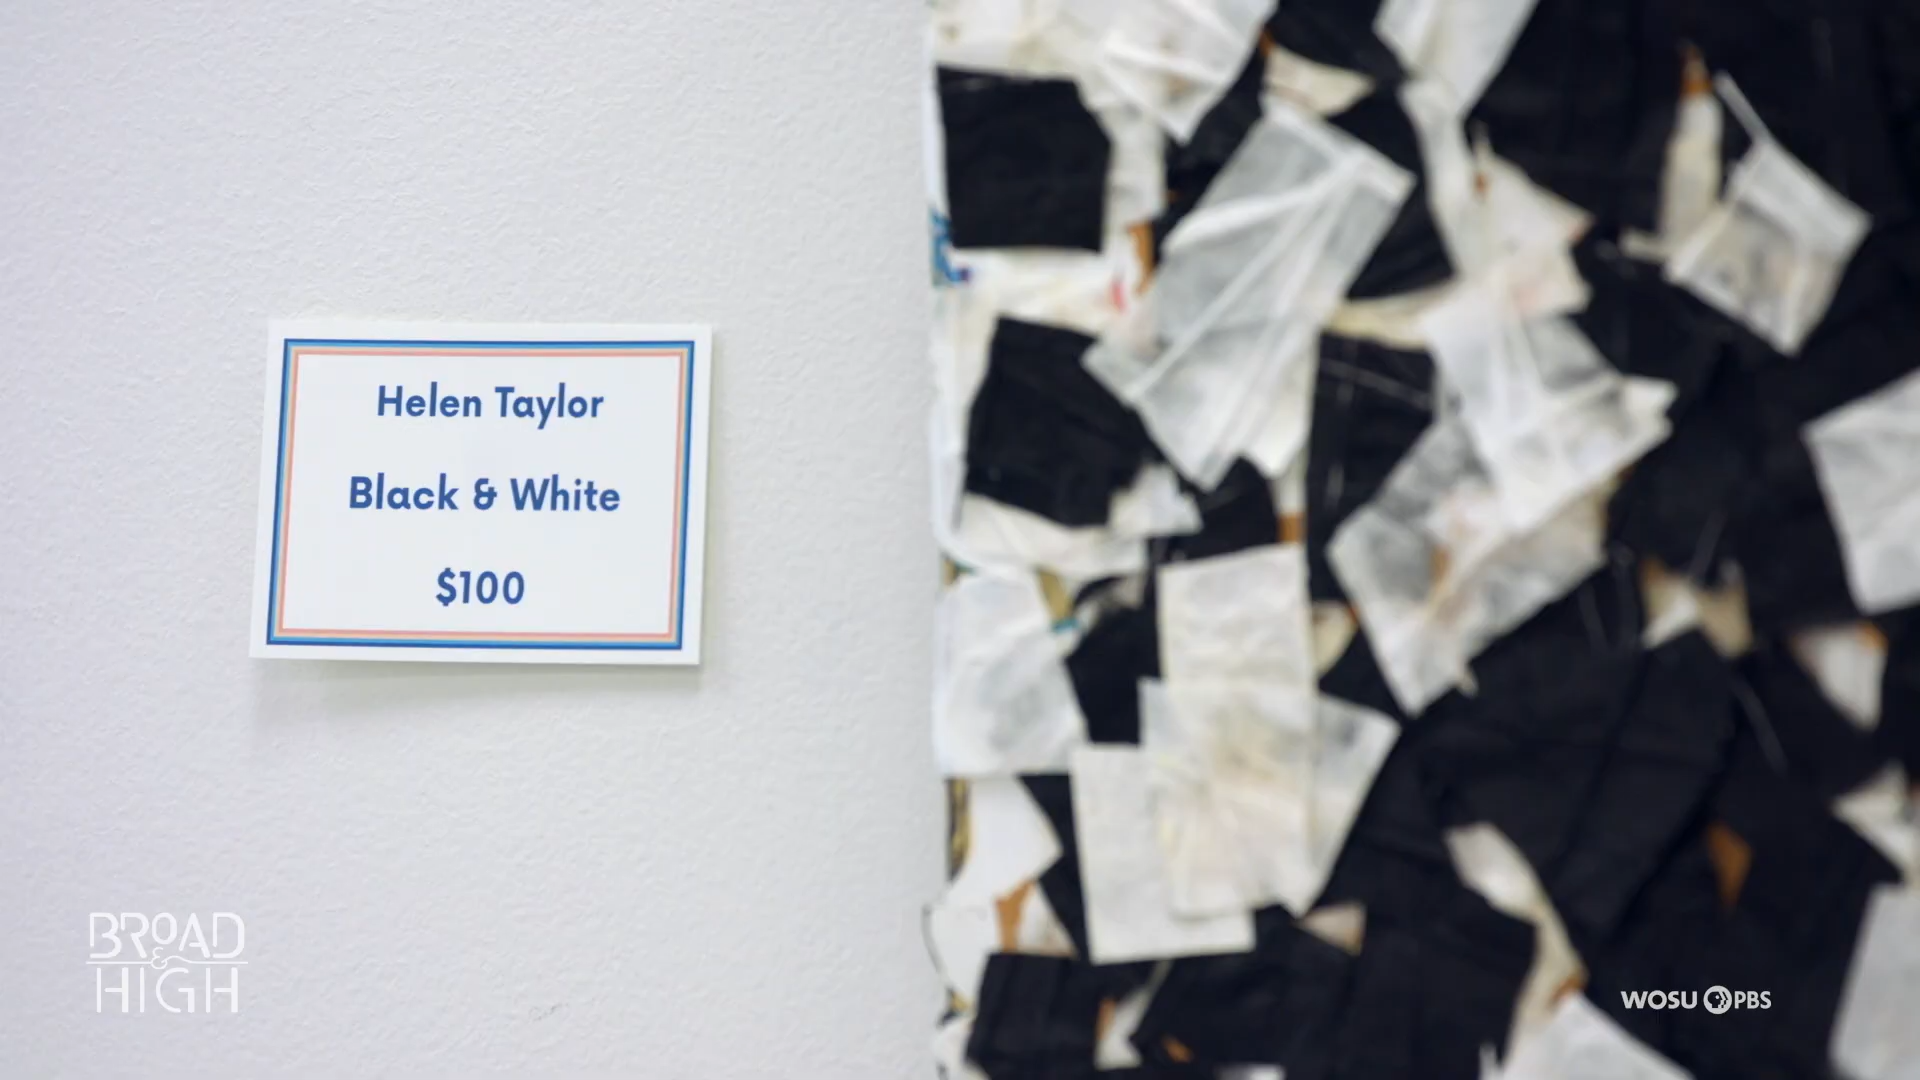 Helen Taylor
Black & White
$100
BROAD
&
HIGH
WOSU PBS